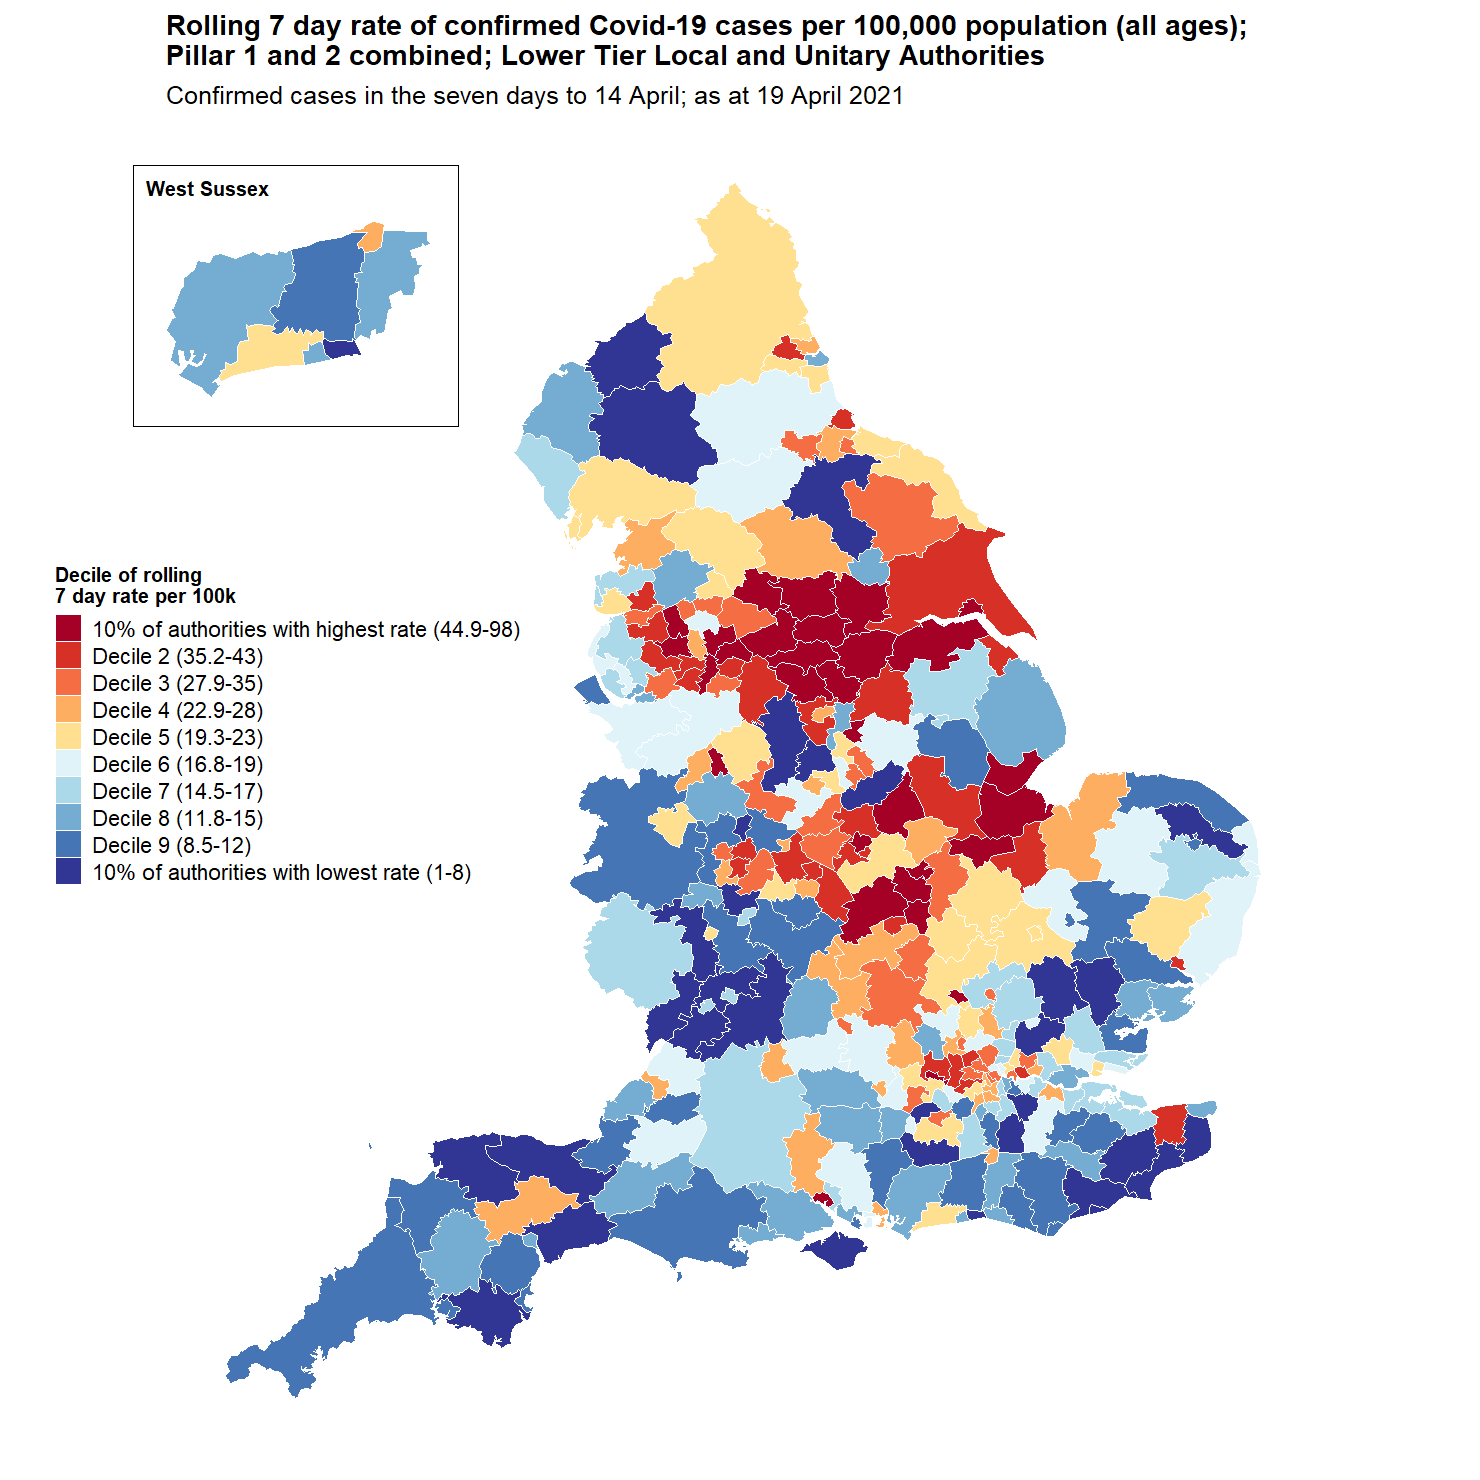 Rolling 7 day rate of confirmed Covid-19 cases per 100,000 population (all ages);
Pillar 1 and 2 combined; Lower Tier Local and Unitary Authorities
Confirmed cases in the seven days to 14 April; as at 19 April 2021
West Sussex
Decile of rolling
7 day rate per 100k
10% of authorities with highest rate (44.9-98)
Decile 2 (35.2-43)
Decile 3 (27.9-35)
Decile 4 (22.9-28)
Decile 5 (19.3-23)
Decile 6 (16.8-19)
Decile 7 (14.5-17)
Decile 8 (11.8-15)
Decile 9 (8.5-12)
10% of authorities with lowest rate (1-8)